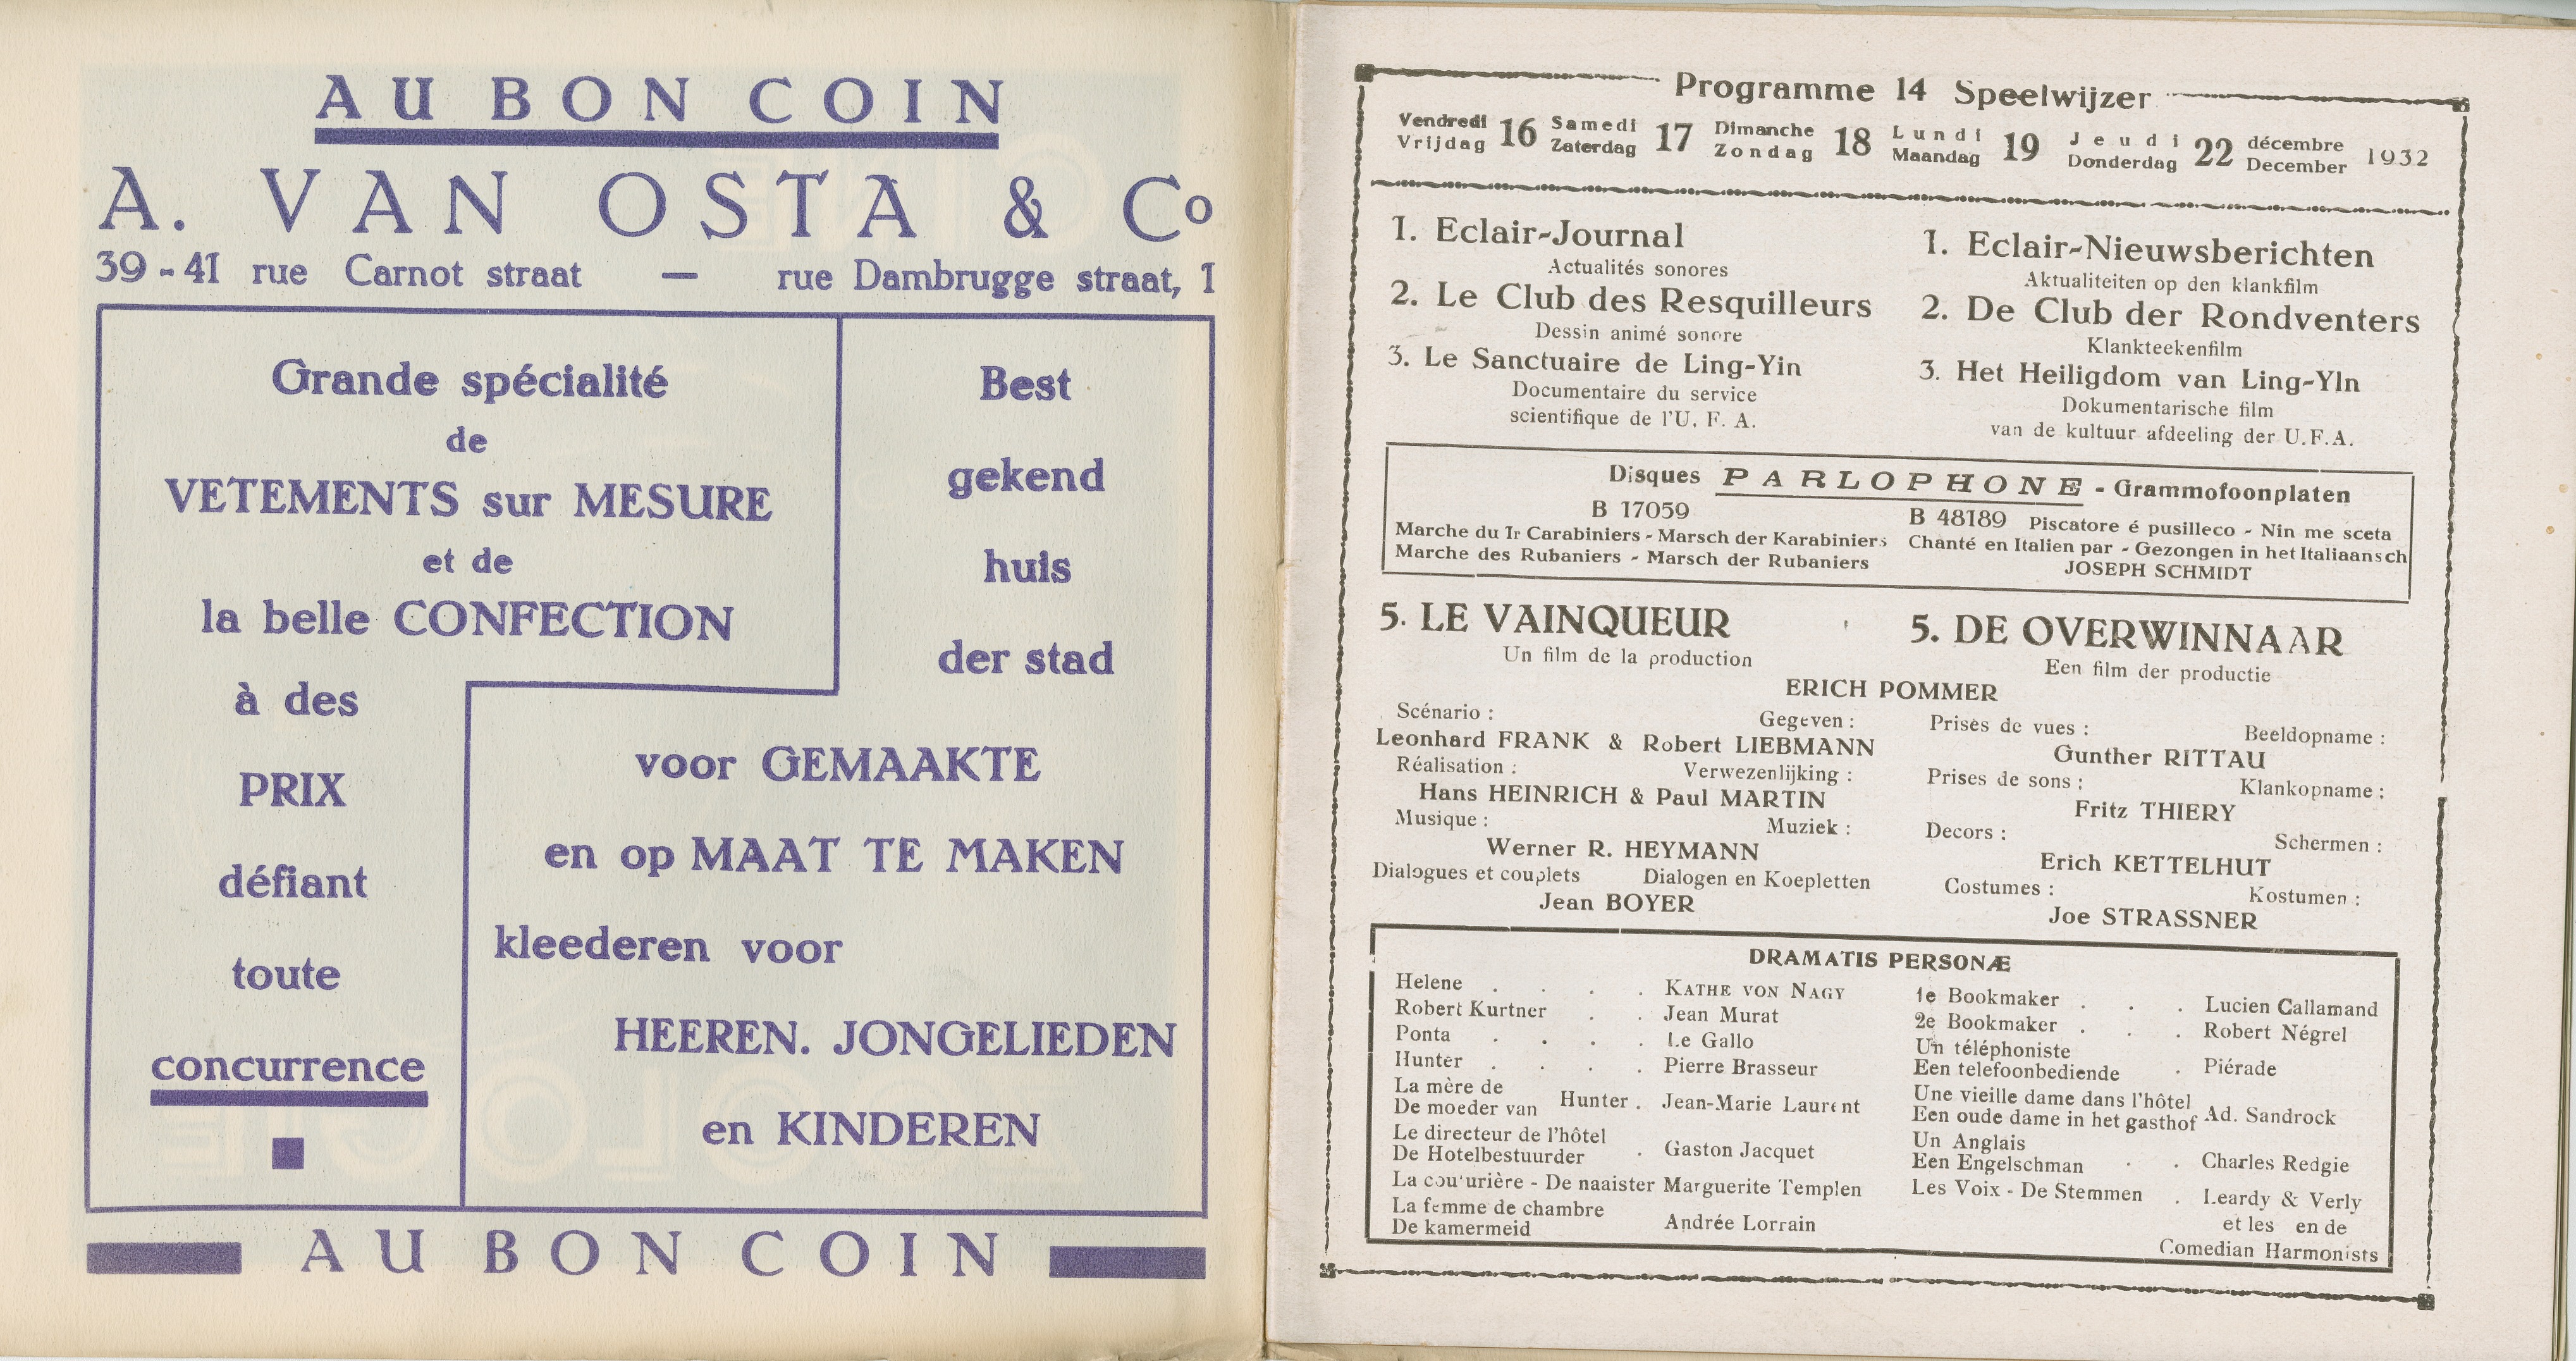 AU BON COIN
A. VAN OSTA & Co
39-41 rue Carnot straat — rue Dambrugge straat, 1
Grande spécialité
de
VETEMENTS sur MESURE
et de
la belle CONFECTION
à des
PRIX
défiant
toute
concurrence
Best
gekend
huis
der stad
voor GEMAAKTE
en op MAAT TE MAKEN
kleederen voor
HEEREN. JONGELIEDEN
en KINDEREN
AU BON COIN
Programme 14 Speelwijzer
Vendredi 16 Samedi 17 Dimanche 18 Lundi 19 Jeudi 22 décembre 1932
Vrijdag Zaterdag Zondag Maandag Donderdag December
1. Eclair-Journal
Actualités sonores
2. Le Club des Resquilleurs
Dessin animé sonore
3. Le Sanctuaire de Ling-Yin
Documentaire du service
scientifique de l'U. F. A.
1. Eclair-Nieuwsberichten
Aktualiteiten op den klankfilm
2. De Club der Rondventers
Klankteekenfilm
3. Het Heiligdom van Ling-YIn
Dokumentarische film
van de kultuur afdeeling der U.F.A.
Disques PARLOPHONE - Grammofoonplaten
B 17059
Marche du Ir Carabiniers - Marsch der Karabiniers
Marche des Rubaniers - Marsch der Rubaniers
B 48189 Piscatore é pusilleco - Nin me sceta
Chanté en Italien par - Gezongen in het Italiaansch
JOSEPH SCHMIDT
5. LE VAINQUEUR
Un film de la production
5. DE OVERWINNAAR
Een film der productie
ERICH POMMER
Scénario : Gegeven :
Leonhard FRANK & Robert LIEBMANN
Réalisation : Verwezenlijking :
Hans HEINRICH & Paul MARTIN
Musique : Muziek :
Werner R. HEYMANN
Dialogues et couplets Dialogen en Koepletten
Jean BOYER
Prises de vues : Beeldopname :
Gunther RITTAU
Prises de sons : Klankopname :
Fritz THIERY
Decors : Schermen :
Erich KETTELHUT
Costumes : Kostumen :
Joe STRASSNER
DRAMATIS PERSONÆ
Helene . . . . KATHE VON NAGY
Robert Kurtner . . Jean Murat
Ponta . . . . Le Gallo
Hunter . . . . Pierre Brasseur
La mère de
De moeder van Hunter . Jean-Marie Laurent
Le directeur de l'hôtel
De Hotelbestuurder . Gaston Jacquet
La couturière - De naaister Marguerite Templen
La femme de chambre
De kamermeid Andrée Lorrain
1e Bookmaker . . . Lucien Callamand
2e Bookmaker . . . Robert Négrel
Un téléphoniste
Een telefoonbediende . Piérade
Une vieille dame dans l'hôtel
Een oude dame in het gasthof Ad. Sandrock
Un Anglais
Een Engelschman . . Charles Redgie
Les Voix - De Stemmen . Leardy & Verly
et les en de
Comedian Harmonists